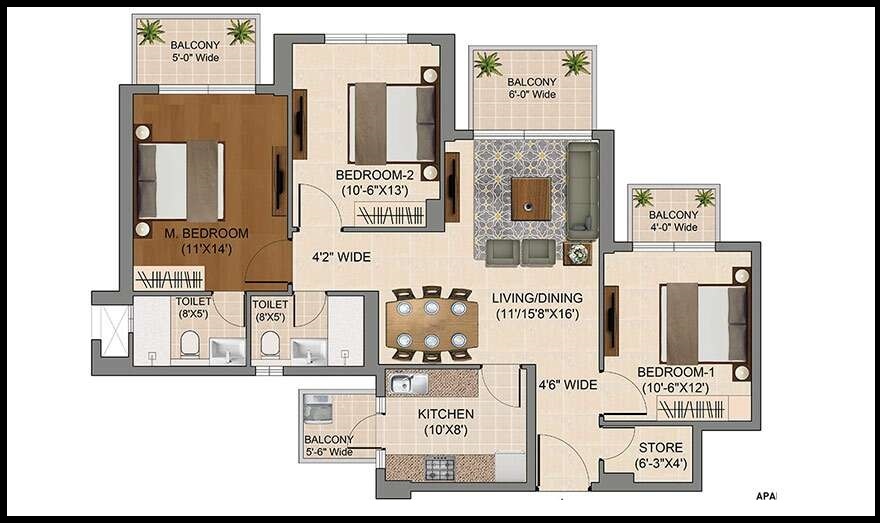 BALCONY
5'-0" Wide
BALCONY
6'-0" Wide
BEDROOM-2
(10'-6"X13')
BALCONY
4'-0" Wide
M. BEDROOM
(11'X14')
4'2" WIDE
TOILET
(8'X5')
TOILET
(8'X5')
LIVING/DINING
(11'/15'8"X16')
BEDROOM-1
(10'-6"X12')
4'6" WIDE
KITCHEN
(10'X8')
BALCONY
5'-6" Wide
STORE
(6'-3"X4')
APA